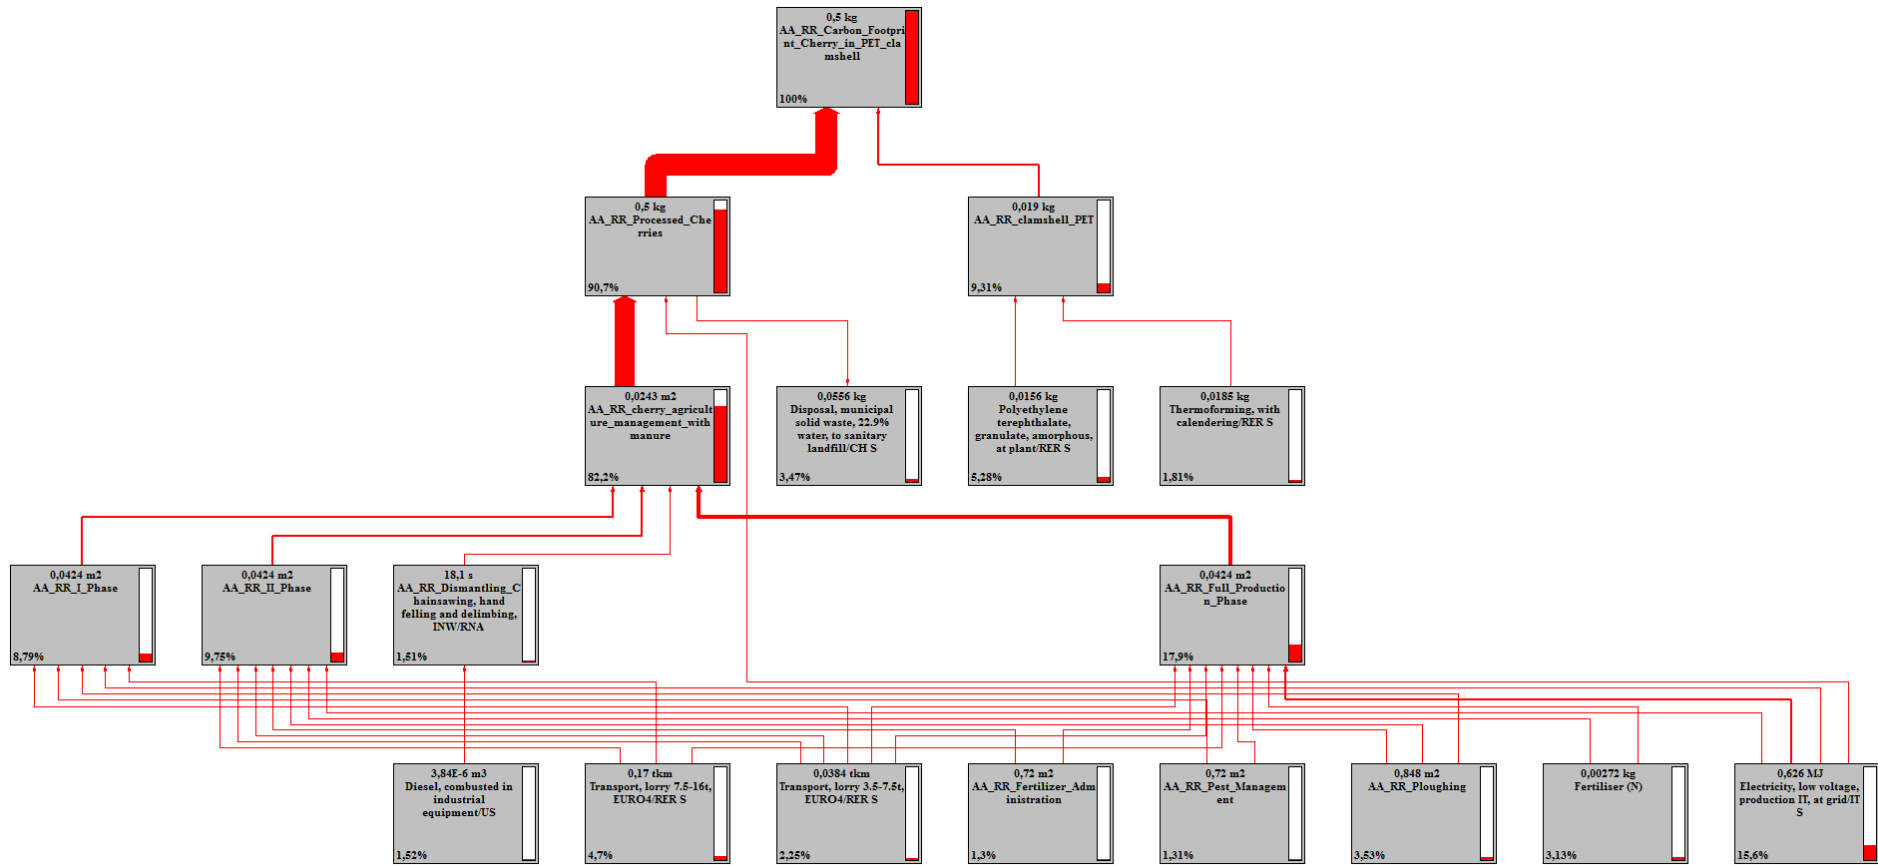 0,5 kg
AA_RR_Carbon_Footpri
nt_Cherry_in_PET_cla
mshell
100%
0,5 kg
AA_RR_Processed_Che
rries
90,7%
0,019 kg
AA_RR_clamshell_PET
9,31%
0,0243 m2
AA_RR_cherry_agricult
ure_management_with
manure
82,2%
0,0556 kg
Disposal, municipal
solid waste, 22.9%
water, to sanitary
landfill/CH S
3,47%
0,0156 kg
Polyethylene
terephthalate,
granulate, amorphous,
at plant/RER S
5,28%
0,0185 kg
Thermoforming, with
calendering/RER S
1,81%
0,0424 m2
AA_RR_I_Phase
8,79%
0,0424 m2
AA_RR_II_Phase
9,75%
18,1 s
AA_RR_Dismantling_C
hainsawing, hand
felling and delimbing,
INW/RNA
1,51%
0,0424 m2
AA_RR_Full_Productio
n_Phase
17,9%
3,84E-6 m3
Diesel, combusted in
industrial
equipment/US
1,52%
0,17 tkm
Transport, lorry 7.5-16t,
EURO4/RER S
4,7%
0,0384 tkm
Transport, lorry 3.5-7.5t,
EURO4/RER S
2,25%
0,72 m2
AA_RR_Fertilizer_Adm
inistration
1,3%
0,72 m2
AA_RR_Pest_Managem
ent
1,31%
0,848 m2
AA_RR_Ploughing
3,53%
0,00272 kg
Fertiliser (N)
3,13%
0,626 MJ
Electricity, low voltage,
production IT, at grid/IT
S
15,6%